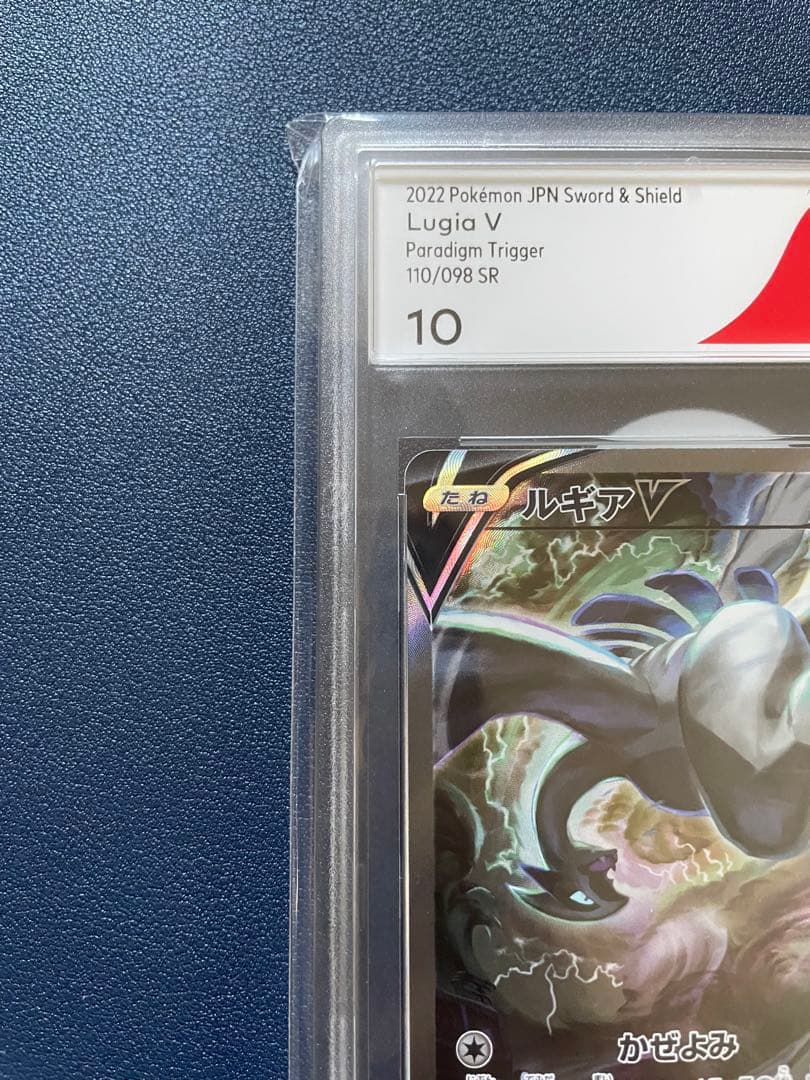 2022 Pokémon JPN Sword & Shield
Lugia V
Paradigm Trigger
110/098 SR
10
たね ルギアV
かぜよみ